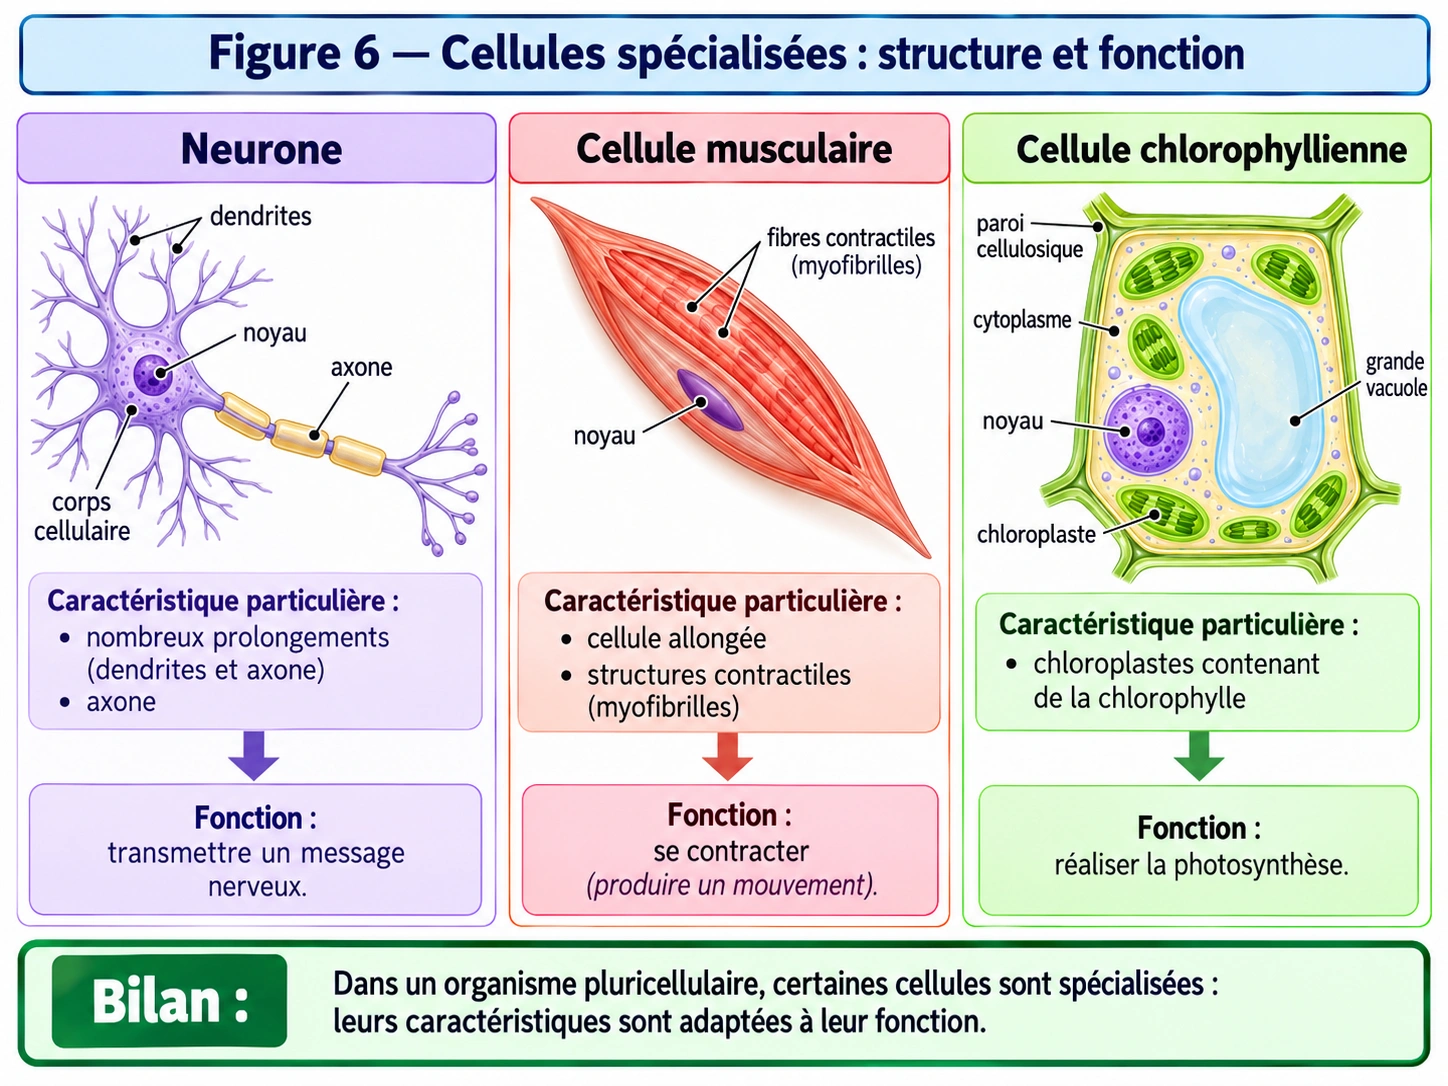 Figure 6 — Cellules spécialisées : structure et fonction
Neurone
dendrites
noyau
axone
corps
cellulaire
Caractéristique particulière :
• nombreux prolongements
(dendrites et axone)
• axone
Fonction :
transmettre un message
nerveux.
Cellule musculaire
fibres contractiles
(myofibrilles)
noyau
Caractéristique particulière :
• cellule allongée
• structures contractiles
(myofibrilles)
Fonction :
se contracter
(produire un mouvement).
Cellule chlorophyllienne
paroi
cellulosique
cytoplasme
grande
vacuole
noyau
chloroplaste
Caractéristique particulière :
• chloroplastes contenant
de la chlorophylle
Fonction :
réaliser la photosynthèse.
Bilan :
Dans un organisme pluricellulaire, certaines cellules sont spécialisées :
leurs caractéristiques sont adaptées à leur fonction.